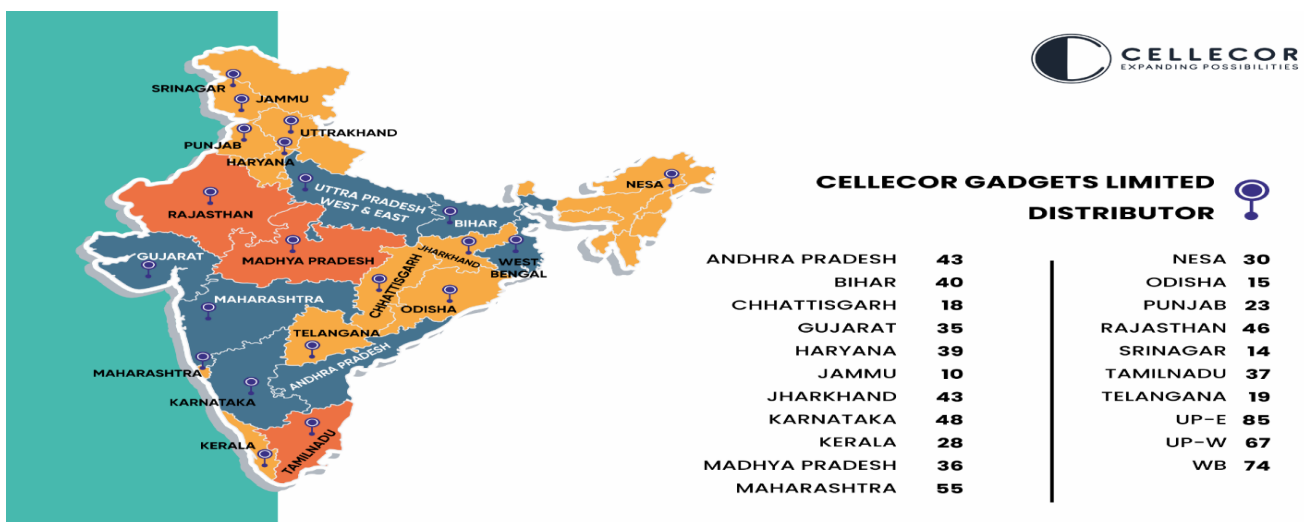 CELLECOR
EXPANDING POSSIBILITIES
SRINAGAR
JAMMU
UTTRAKHAND
PUNJAB
HARYANA
RAJASTHAN
UTTRA PRADESH
WEST & EAST
BIHAR
NESA
GUJARAT
MADHYA PRADESH
JHARKHAND
WEST
BENGAL
CHHATTISGARH
MAHARASHTRA
ODISHA
TELANGANA
ANDHRA PRADESH
MAHARASHTRA
KARNATAKA
KERALA
TAMILNADU
CELLECOR GADGETS LIMITED
DISTRIBUTOR
ANDHRA PRADESH 43
BIHAR 40
CHHATTISGARH 18
GUJARAT 35
HARYANA 39
JAMMU 10
JHARKHAND 43
KARNATAKA 48
KERALA 28
MADHYA PRADESH 36
MAHARASHTRA 55
NESA 30
ODISHA 15
PUNJAB 23
RAJASTHAN 46
SRINAGAR 14
TAMILNADU 37
TELANGANA 19
UP-E 85
UP-W 67
WB 74